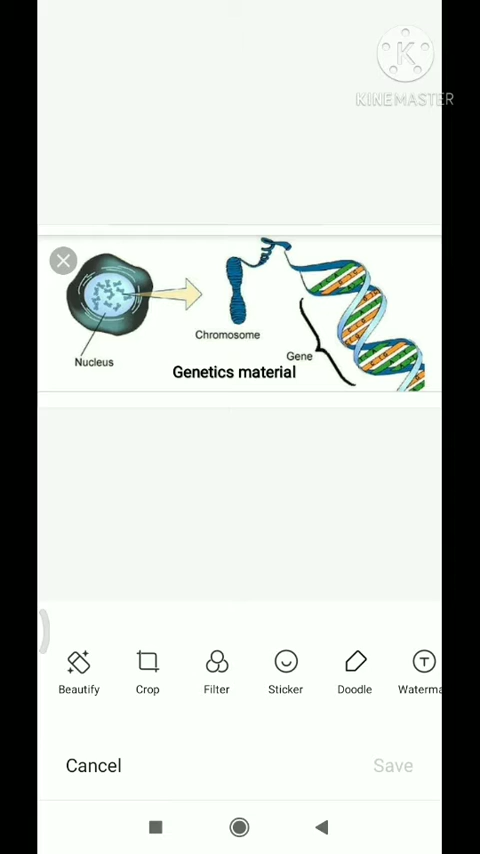 K
KINEMASTER
Chromosome
Nucleus
Gene
Genetics material
Beautify
Crop
Filter
Sticker
Doodle
T
Waterma
Cancel
Save